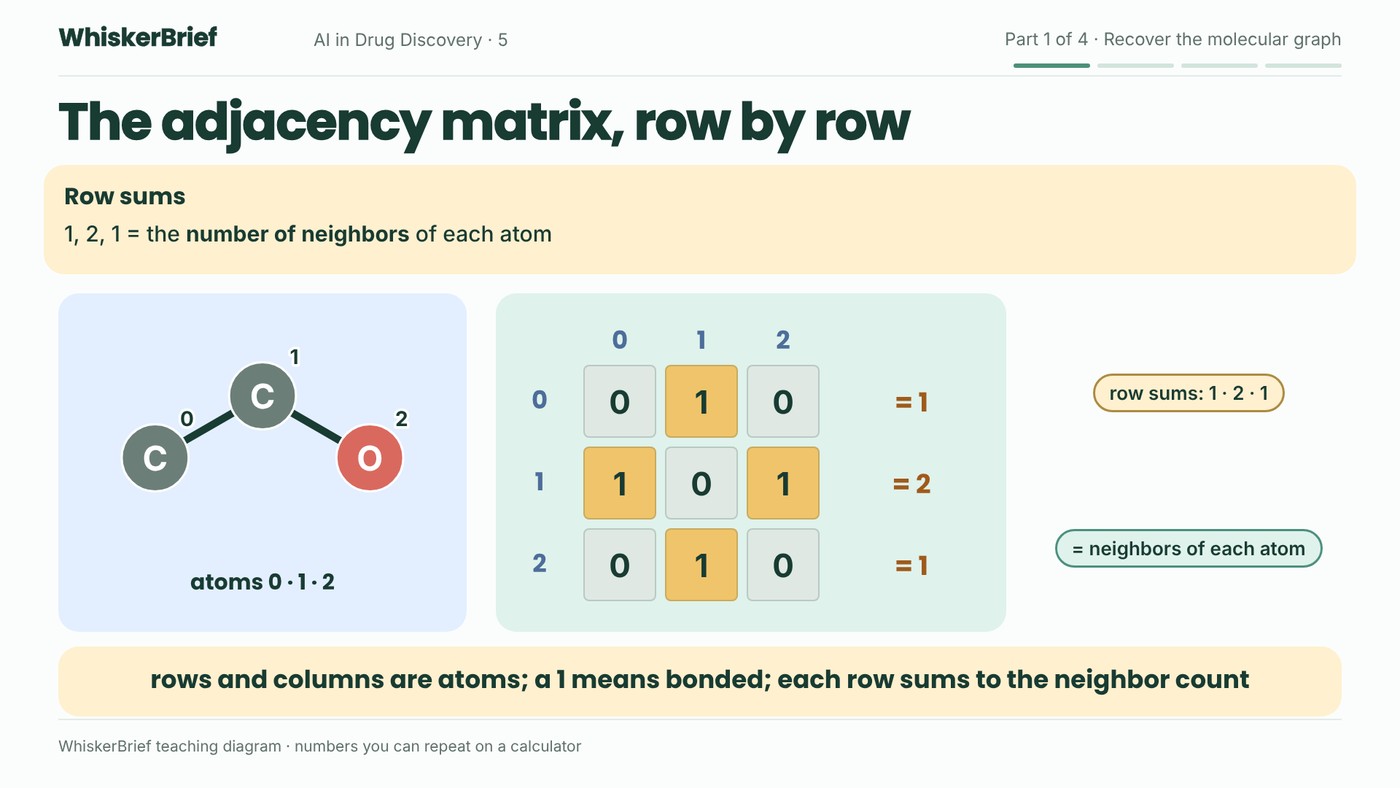 WhiskerBrief
AI in Drug Discovery · 5
Part 1 of 4 · Recover the molecular graph
The adjacency matrix, row by row
Row sums
1, 2, 1 = the number of neighbors of each atom
1
0
2
C
C
O
atoms 0 · 1 · 2
0 1 2
0 0 1 0 = 1
1 1 0 1 = 2
2 0 1 0 = 1
row sums: 1 · 2 · 1
= neighbors of each atom
rows and columns are atoms; a 1 means bonded; each row sums to the neighbor count
WhiskerBrief teaching diagram · numbers you can repeat on a calculator